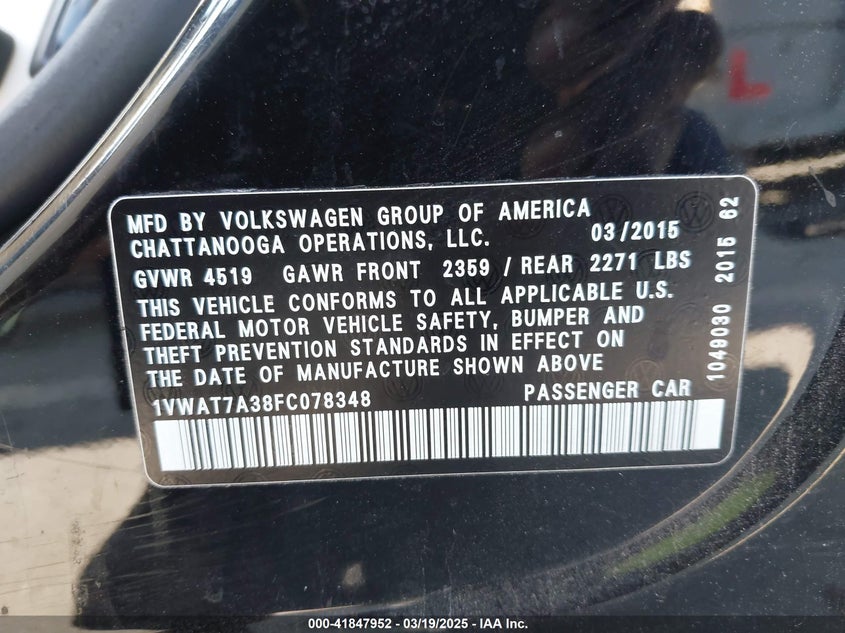 MFD BY VOLKSWAGEN GROUP OF AMERICA
CHATTANOOGA OPERATIONS, LLC. 03/2015
GVWR 4519 GAWR FRONT 2359 / REAR 2271 LBS
THIS VEHICLE CONFORMS TO ALL APPLICABLE U.S.
FEDERAL MOTOR VEHICLE SAFETY, BUMPER AND
THEFT PREVENTION STANDARDS IN EFFECT ON
THE DATE OF MANUFACTURE SHOWN ABOVE
1VWAT7A38FC078348 PASSENGER CAR
1049030 2015 62
000-41847952 - 03/19/2025 - IAA Inc.